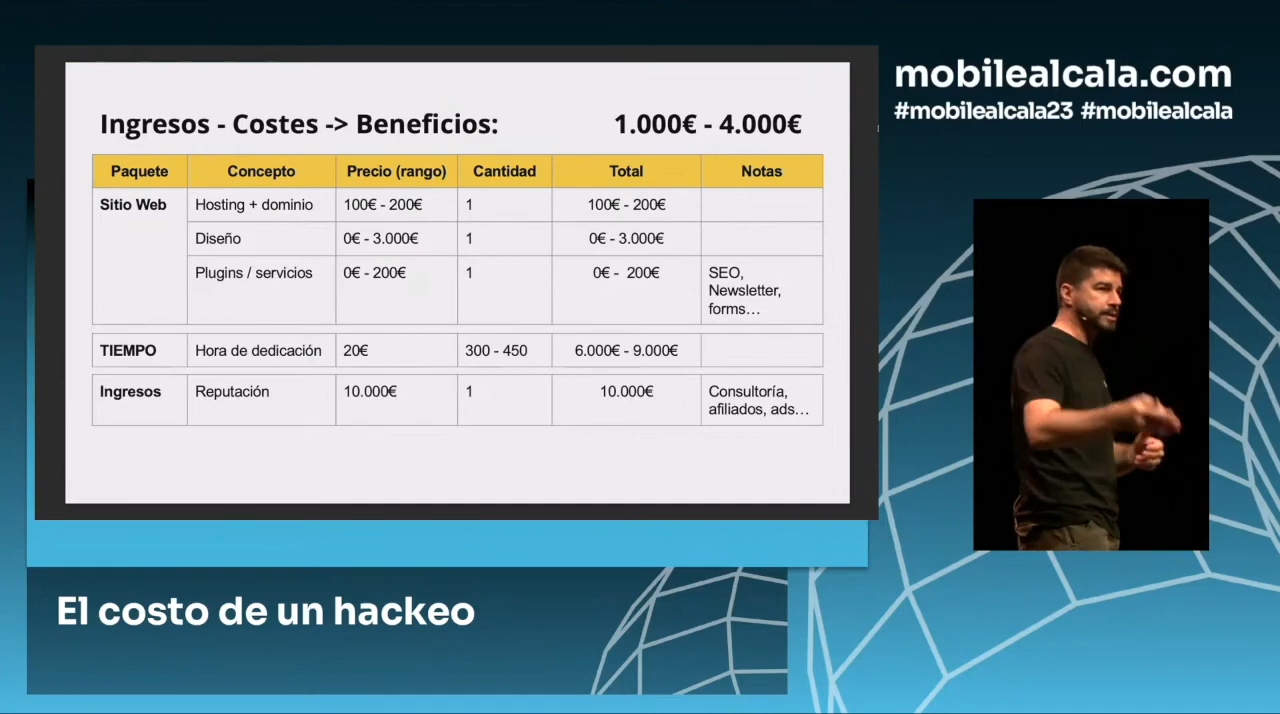 mobilealcala.com
#mobilealcala23 #mobilealcala
Ingresos - Costes -> Beneficios: 1.000€ - 4.000€
Paquete Concepto Precio (rango) Cantidad Total Notas
Sitio Web Hosting + dominio 100€ - 200€ 1 100€ - 200€
Diseño 0€ - 3.000€ 1 0€ - 3.000€
Plugins / servicios 0€ - 200€ 1 0€ - 200€ SEO,
Newsletter,
forms…
TIEMPO Hora de dedicación 20€ 300 - 450 6.000€ - 9.000€
Ingresos Reputación 10.000€ 1 10.000€ Consultoría,
afiliados, ads…
El costo de un hackeo